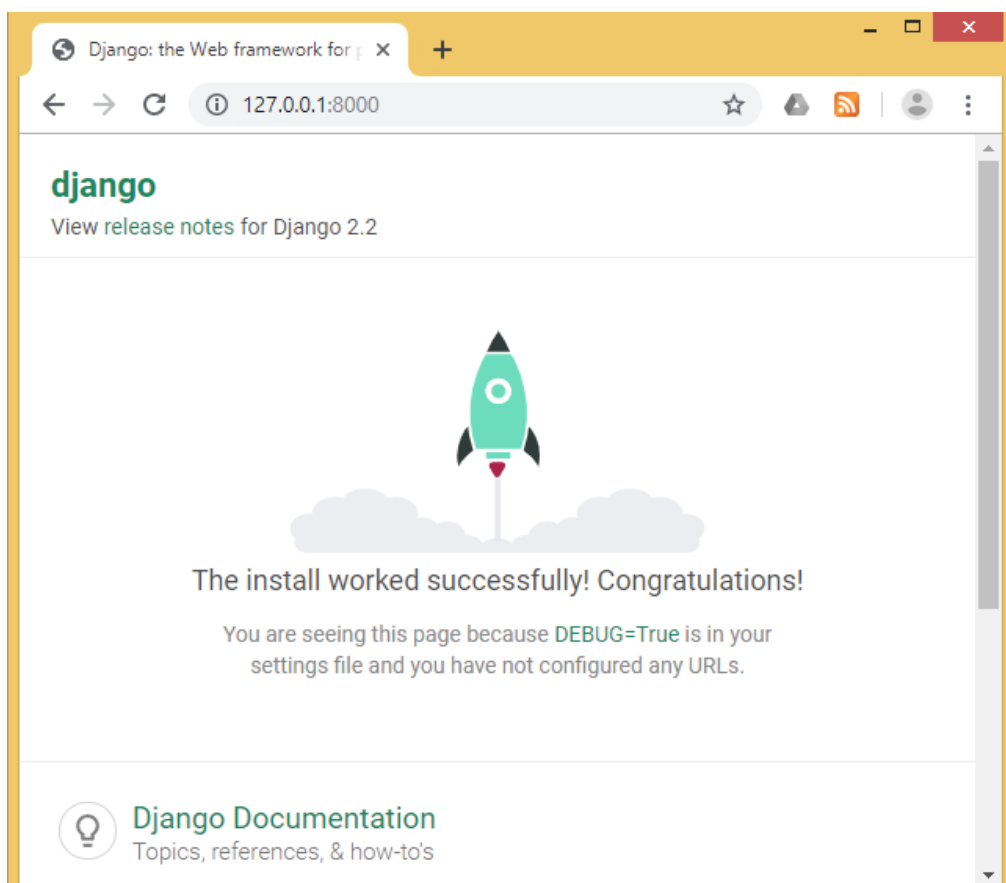 Django: the Web framework for p
127.0.0.1:8000
django
View release notes for Django 2.2
The install worked successfully! Congratulations!
You are seeing this page because DEBUG=True is in your
settings file and you have not configured any URLs.
Django Documentation
Topics, references, & how-to's